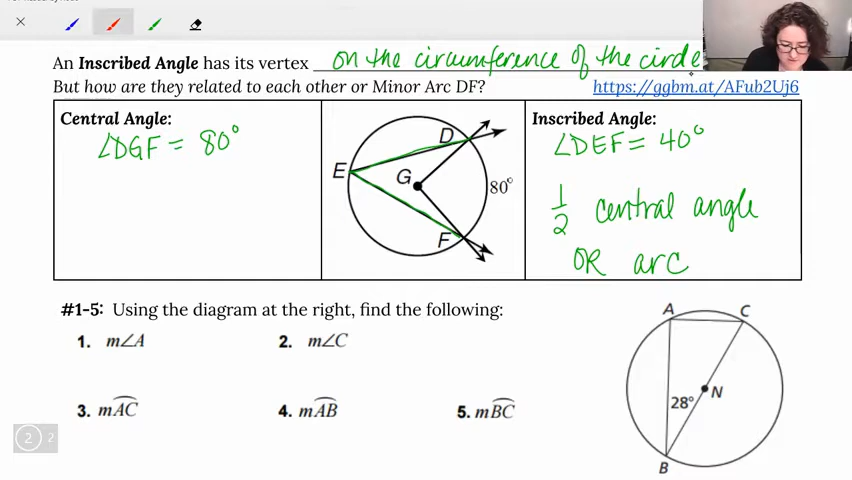 An Inscribed Angle has its vertex on the circumference of the circle
But how are they related to each other or Minor Arc DF? https://ggbm.at/AFub2Uj6
Central Angle:
∠DGF = 80°
D
E
G
80°
F
Inscribed Angle:
∠DEF = 40°
1/2 central angle
OR arc
#1-5: Using the diagram at the right, find the following:
1. m∠A
2. m∠C
3. mAC
4. mAB
5. mBC
A
C
N
28°
B
2 2